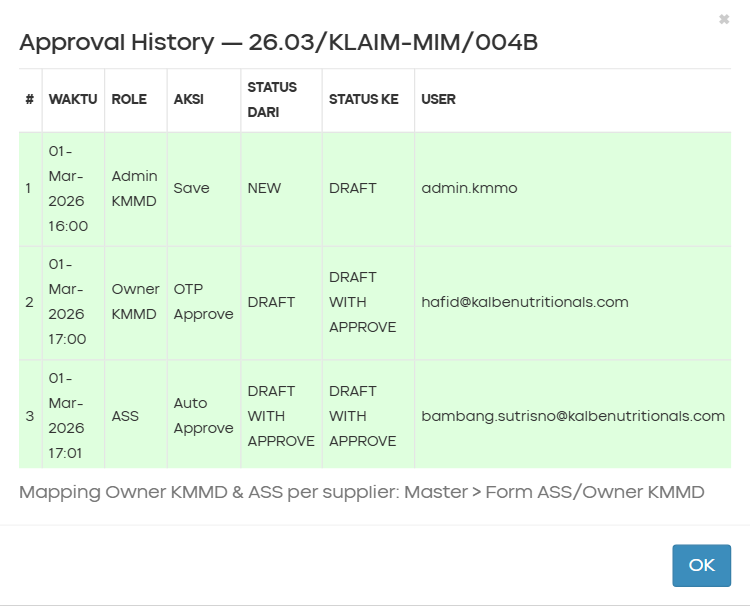 ✖
Approval History — 26.03/KLAIM-MIM/004B
# WAKTU ROLE AKSI STATUS DARI STATUS KE USER
1 01-Mar-2026 16:00 Admin KMMD Save NEW DRAFT admin.kmmo
2 01-Mar-2026 17:00 Owner KMMD OTP Approve DRAFT DRAFT WITH APPROVE hafid@kalbenutritionals.com
3 01-Mar-2026 17:01 ASS Auto Approve DRAFT WITH APPROVE DRAFT WITH APPROVE bambang.sutrisno@kalbenutritionals.com
Mapping Owner KMMD & ASS per supplier: Master > Form ASS/Owner KMMD
OK